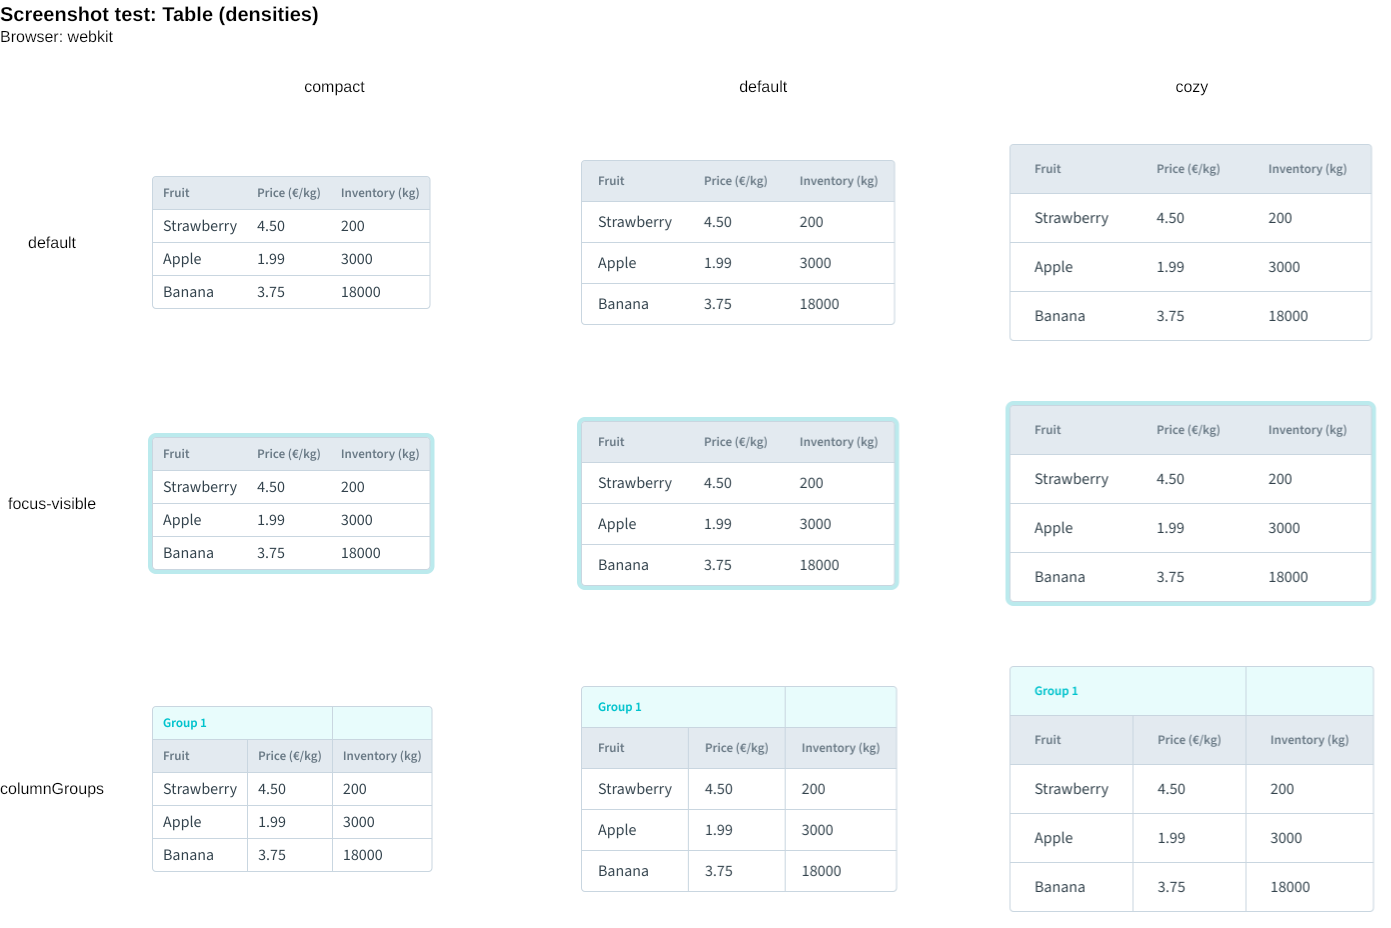 Screenshot test: Table (densities)
Browser: webkit
compact default cozy
default
Fruit Price (€/kg) Inventory (kg)
Strawberry 4.50 200
Apple 1.99 3000
Banana 3.75 18000
Fruit Price (€/kg) Inventory (kg)
Strawberry 4.50 200
Apple 1.99 3000
Banana 3.75 18000
Fruit Price (€/kg) Inventory (kg)
Strawberry 4.50 200
Apple 1.99 3000
Banana 3.75 18000
focus-visible
Fruit Price (€/kg) Inventory (kg)
Strawberry 4.50 200
Apple 1.99 3000
Banana 3.75 18000
Fruit Price (€/kg) Inventory (kg)
Strawberry 4.50 200
Apple 1.99 3000
Banana 3.75 18000
Fruit Price (€/kg) Inventory (kg)
Strawberry 4.50 200
Apple 1.99 3000
Banana 3.75 18000
columnGroups
Group 1
Fruit Price (€/kg) Inventory (kg)
Strawberry 4.50 200
Apple 1.99 3000
Banana 3.75 18000
Group 1
Fruit Price (€/kg) Inventory (kg)
Strawberry 4.50 200
Apple 1.99 3000
Banana 3.75 18000
Group 1
Fruit Price (€/kg) Inventory (kg)
Strawberry 4.50 200
Apple 1.99 3000
Banana 3.75 18000